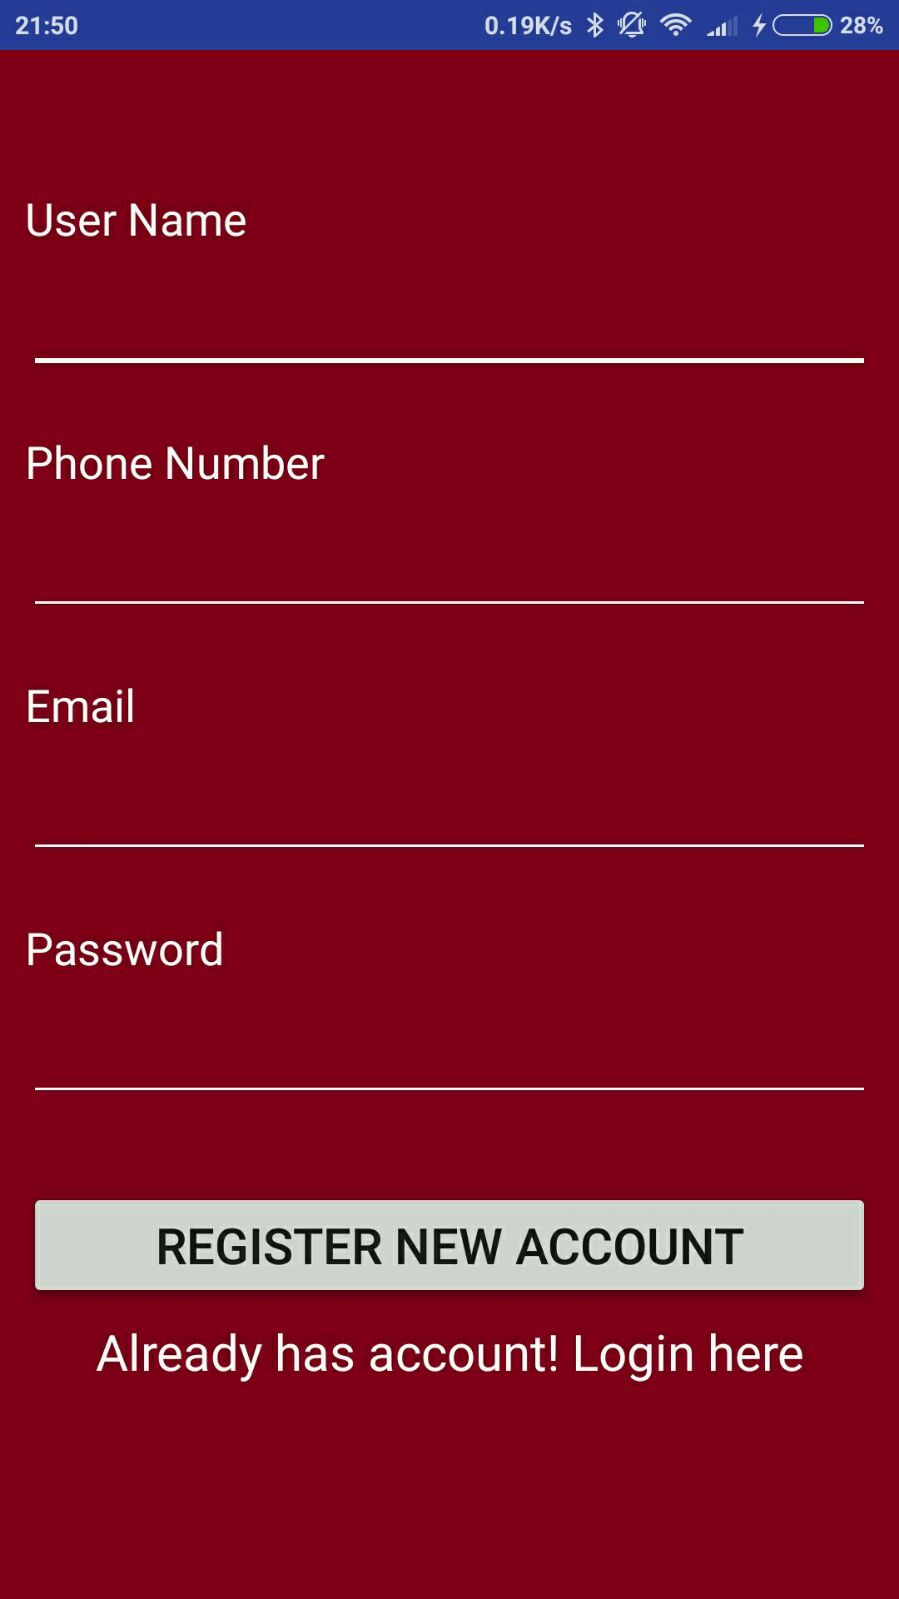 21:50 0.19K/s 28%
User Name
Phone Number
Email
Password
REGISTER NEW ACCOUNT
Already has account! Login here